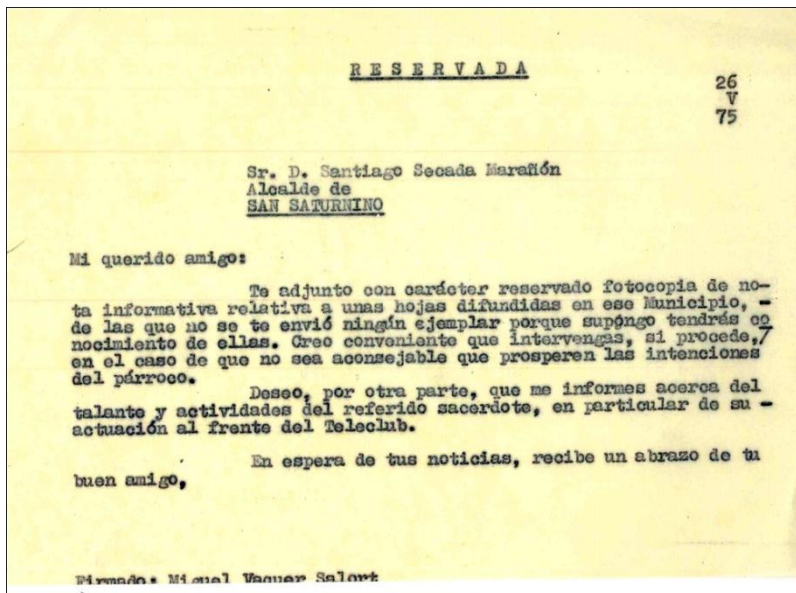 RESERVADA
26
V
75
Sr. D. Santiago Secada Marañón
Alcalde de
SAN SATURNINO
Mi querido amigo:
Te adjunto con carácter reservado fotocopia de no-
ta informativa relativa a unas hojas difundidas en ese Municipio, -
de las que no se te envió ningún ejemplar porque supongo tendrás co
nocimiento de ellas. Creo conveniente que intervengas, si procede,/
en el caso de que no sea aconsejable que prosperen las intenciones
del párroco.
Deseo, por otra parte, que me informes acerca del
talante y actividades del referido sacerdote, en particular de su -
actuación al frente del Teleclub.
En espera de tus noticias, recibe un abrazo de tu
buen amigo,
Firmado: Miguel Vaquer Salort